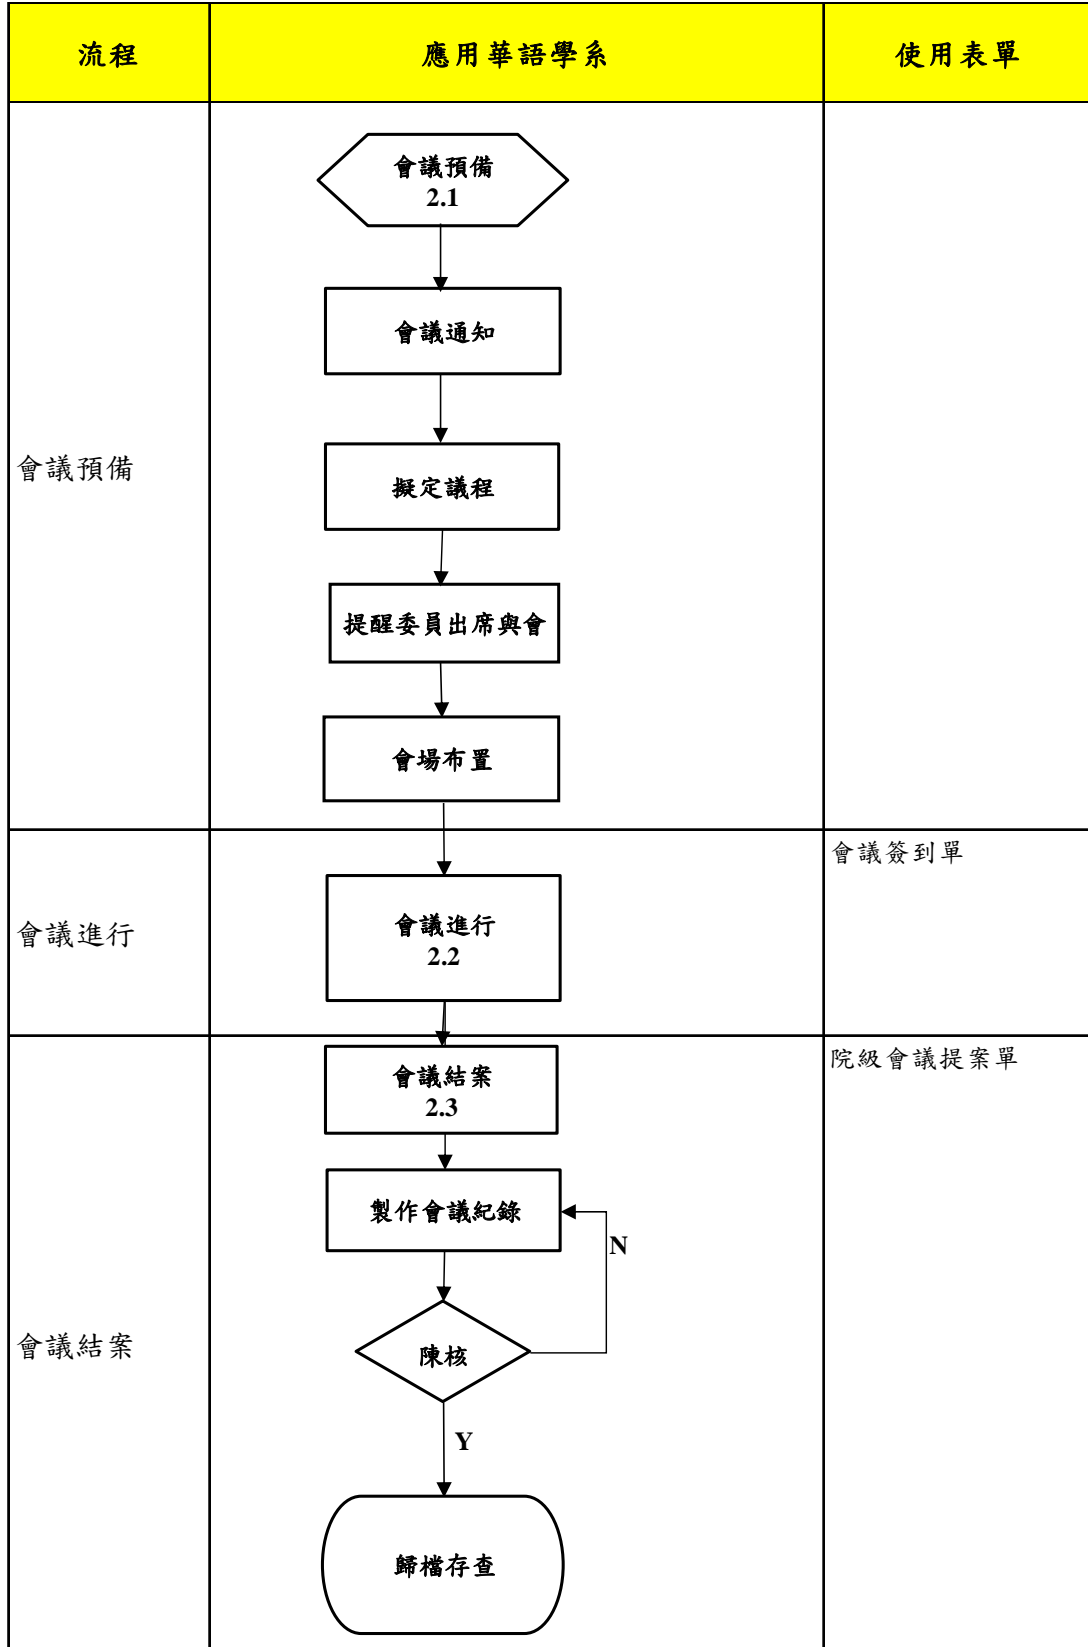 流程
應用華語學系
使用表單
會議預備
會議預備
2.1
會議通知
擬定議程
提醒委員出席與會
會場布置
會議進行
會議進行
2.2
會議簽到單
會議結案
會議結案
2.3
製作會議紀錄
N
陳核
Y
歸檔存查
院級會議提案單